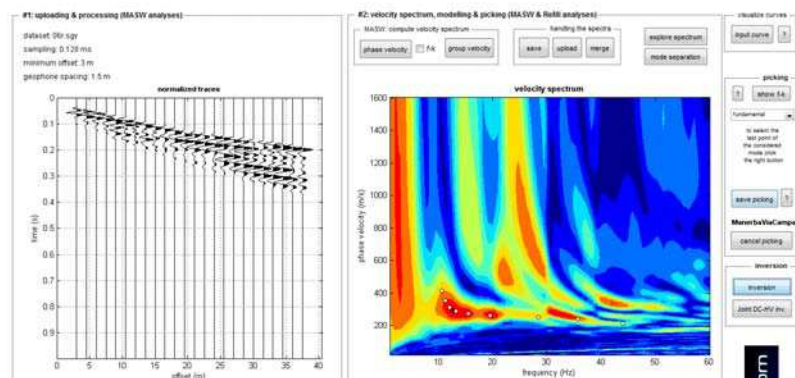 #1: uploading & processing (MASW analyses)
dataset: 06r.sgy
sampling: 0.128 ms
minimum offset: 3 m
geophone spacing: 1.5 m
normalized traces
0
0.1
0.2
0.3
0.4
0.5
0.6
0.7
0.8
0.9
time (s)
0 5 10 15 20 25 30 35 40
offset (m)
#2: velocity spectrum, modelling & picking (MASW & ReMi analyses)
MASW: compute velocity spectrum
phase velocity
f-k
group velocity
handling the spectra
save
upload
merge
explore spectrum
mode separation
velocity spectrum
1600
1400
1200
1000
800
600
400
200
phase velocity (m/s)
10 20 30 40 50 60
frequency (Hz)
visualize curves
input curve
?
picking
?
show f-k
fundamental
to select the
last point of
the considered
mode click
the right button
save picking
?
ManerbaViaCampa
cancel picking
inversion
inversion
Joint DC-HV inv.